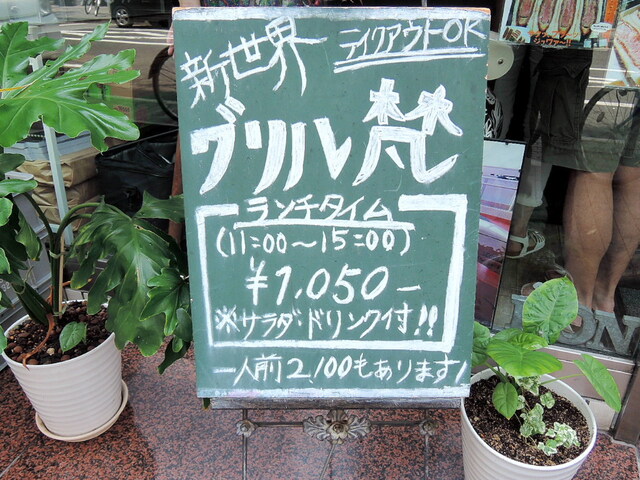 新世界
テイクアウトOK
グリル梵
ランチタイム
(11:00～15:00)
¥1,050-
※サラダ・ドリンク付!!
一人前2,100もあります!